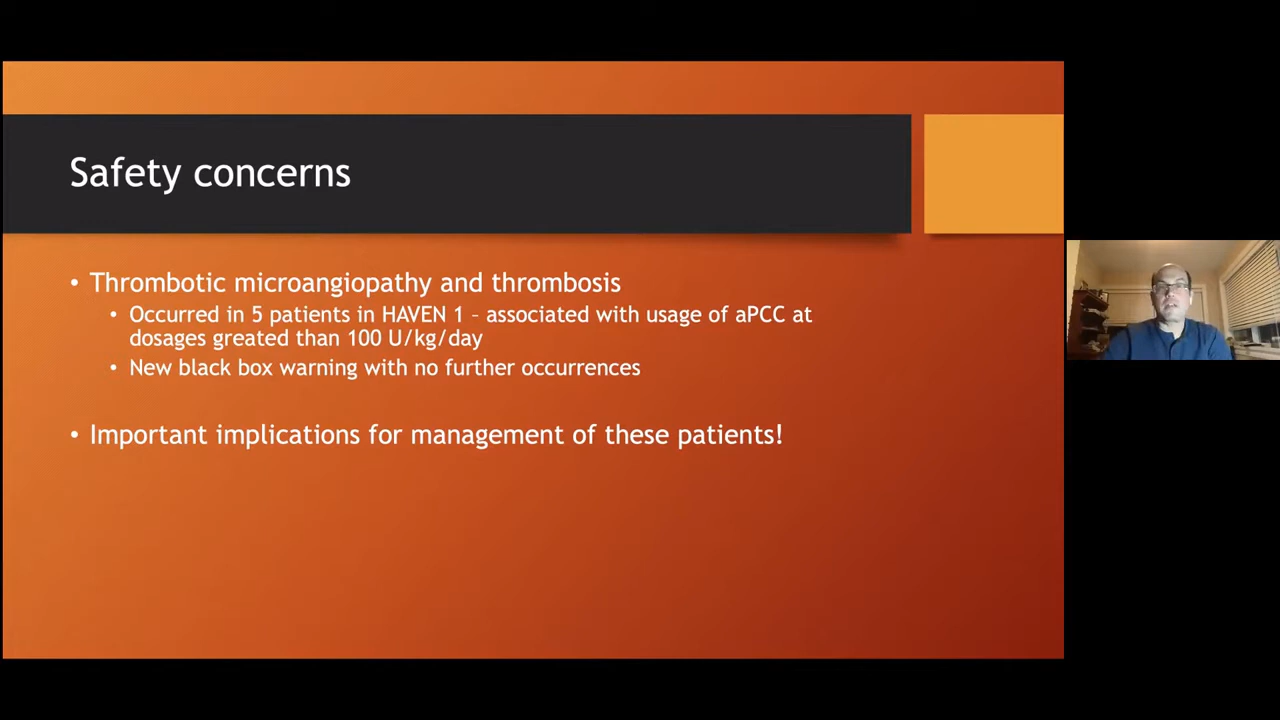 Safety concerns
• Thrombotic microangiopathy and thrombosis
• Occurred in 5 patients in HAVEN 1 – associated with usage of aPCC at
dosages greated than 100 U/kg/day
• New black box warning with no further occurrences
• Important implications for management of these patients!